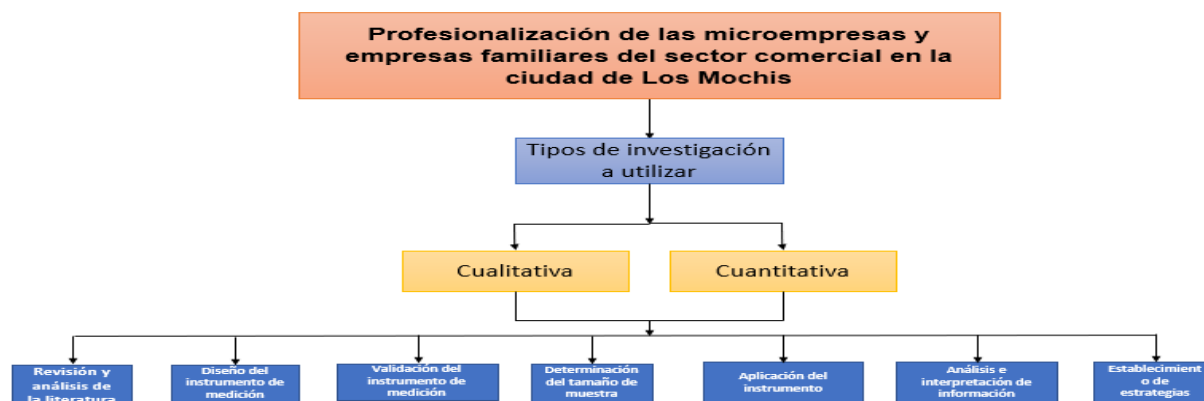 Profesionalización de las microempresas y
empresas familiares del sector comercial en la
ciudad de Los Mochis
Tipos de investigación
a utilizar
Cualitativa
Cuantitativa
Revisión y
análisis de
la literatura
Diseño del
instrumento de
medición
Validación del
instrumento de
medición
Determinación
del tamaño de
muestra
Aplicación del
instrumento
Análisis e
interpretación de
información
Establecimient
o de
estrategias